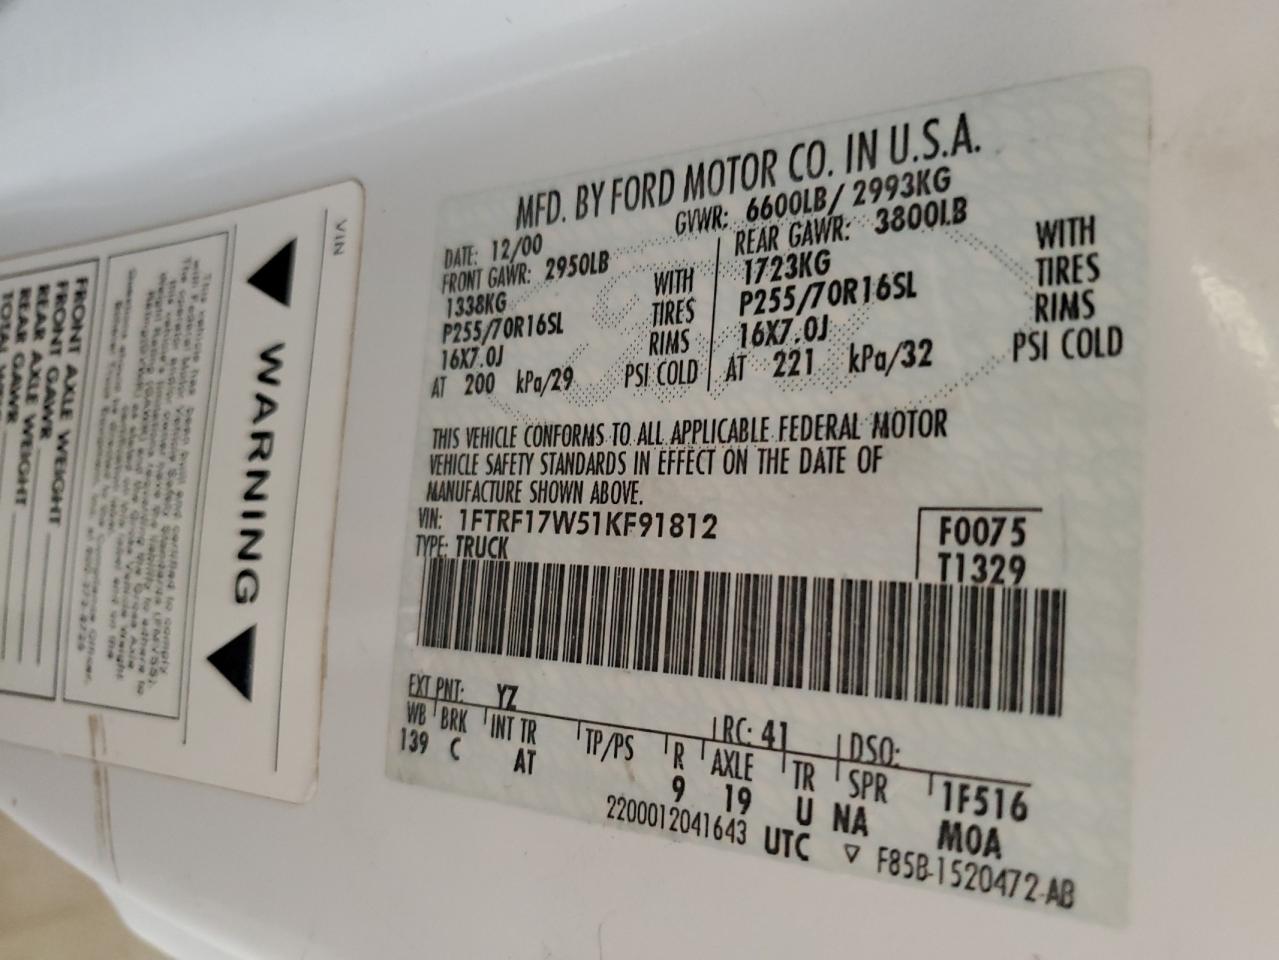 MFD. BY FORD MOTOR CO. IN U.S.A.
DATE: 12/00 GVWR: 6600LB/ 2993KG
FRONT GAWR: 2950LB REAR GAWR: 3800LB
1338KG WITH 1723KG WITH
P255/70R16SL TIRES P255/70R16SL TIRES
16X7.0J RIMS 16X7.0J RIMS
AT 200 kPa/29 PSI COLD AT 221 kPa/32 PSI COLD
THIS VEHICLE CONFORMS TO ALL APPLICABLE FEDERAL MOTOR
VEHICLE SAFETY STANDARDS IN EFFECT ON THE DATE OF
MANUFACTURE SHOWN ABOVE.
VIN: 1FTRF17W51KF91812 F0075
TYPE: TRUCK T1329
EXT PNT: YZ RC: 41 DSO:
WB BRK INT TR TP/PS R AXLE TR SPR 1F516
139 C AT 9 19 U NA M0A
2200012041643 UTC ▽ F85B-1520472-AB
VIN
▼ WARNING ▼
FRONT AXLE WEIGHT
FRONT GAWR
REAR AXLE WEIGHT
REAR GAWR